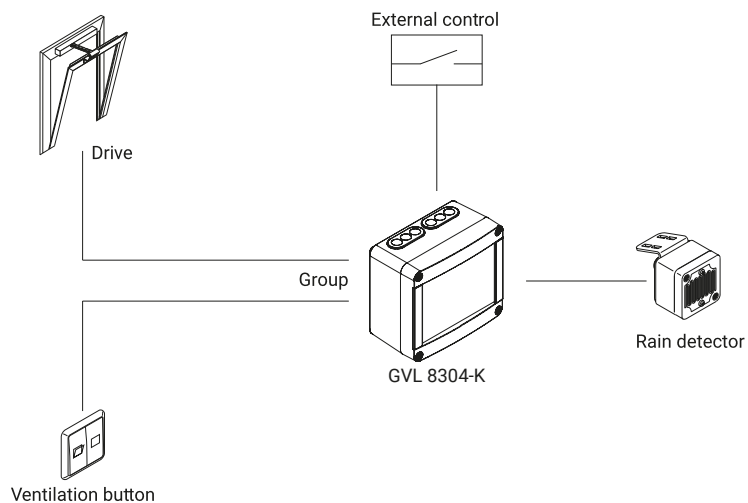 External control
Drive
Group
Rain detector
GVL 8304-K
Ventilation button